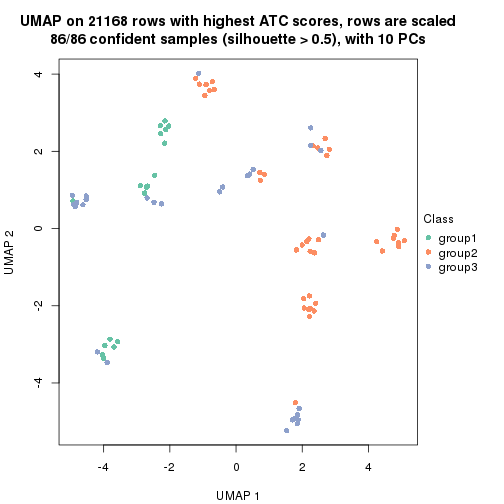 UMAP on 21168 rows with highest ATC scores, rows are scaled
86/86 confident samples (silhouette > 0.5), with 10 PCs
4
2
0
-2
-4
UMAP 2
-4
-2
0
2
4
UMAP 1
Class
group1
group2
group3